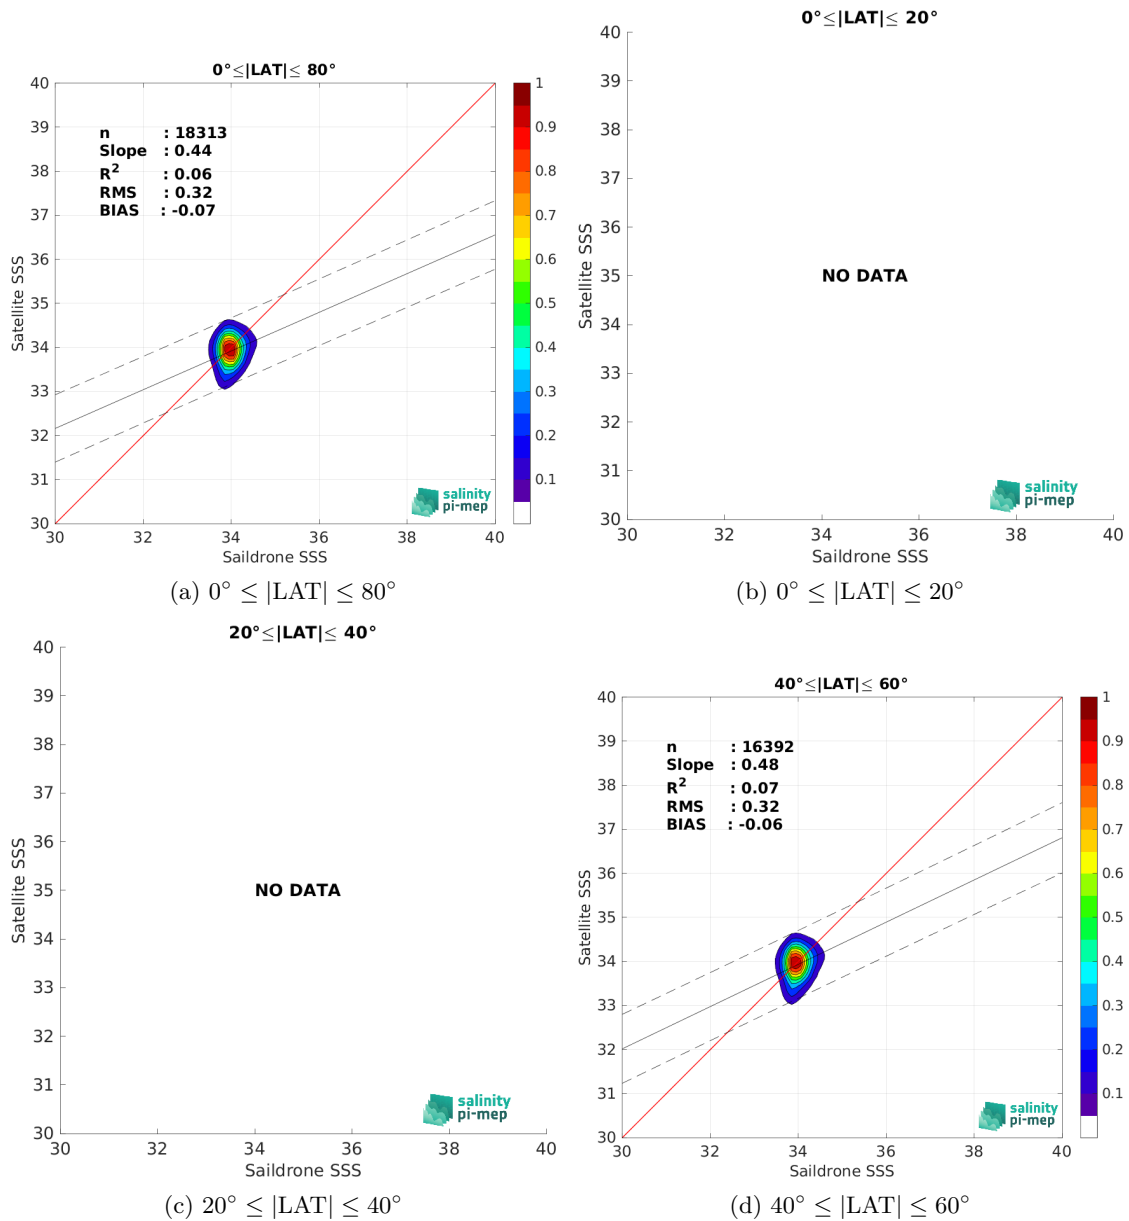 0°≤|LAT|≤ 80°
n : 18313
Slope : 0.44
R² : 0.06
RMS : 0.32
BIAS : -0.07
40
39
38
37
36
35
34
33
32
31
30
30 32 34 36 38 40
Satellite SSS
Saildrone SSS
1
0.9
0.8
0.7
0.6
0.5
0.4
0.3
0.2
0.1
salinity
pi-mep
(a) 0° ≤ |LAT| ≤ 80°
0°≤|LAT|≤ 20°
40
39
38
37
36
35
34
33
32
31
30
30 32 34 36 38 40
Satellite SSS
NO DATA
Saildrone SSS
salinity
pi-mep
(b) 0° ≤ |LAT| ≤ 20°
20°≤|LAT|≤ 40°
40
39
38
37
36
35
34
33
32
31
30
30 32 34 36 38 40
Satellite SSS
NO DATA
Saildrone SSS
salinity
pi-mep
(c) 20° ≤ |LAT| ≤ 40°
40°≤|LAT|≤ 60°
n : 16392
Slope : 0.48
R² : 0.07
RMS : 0.32
BIAS : -0.06
40
39
38
37
36
35
34
33
32
31
30
30 32 34 36 38 40
Satellite SSS
Saildrone SSS
1
0.9
0.8
0.7
0.6
0.5
0.4
0.3
0.2
0.1
salinity
pi-mep
(d) 40° ≤ |LAT| ≤ 60°